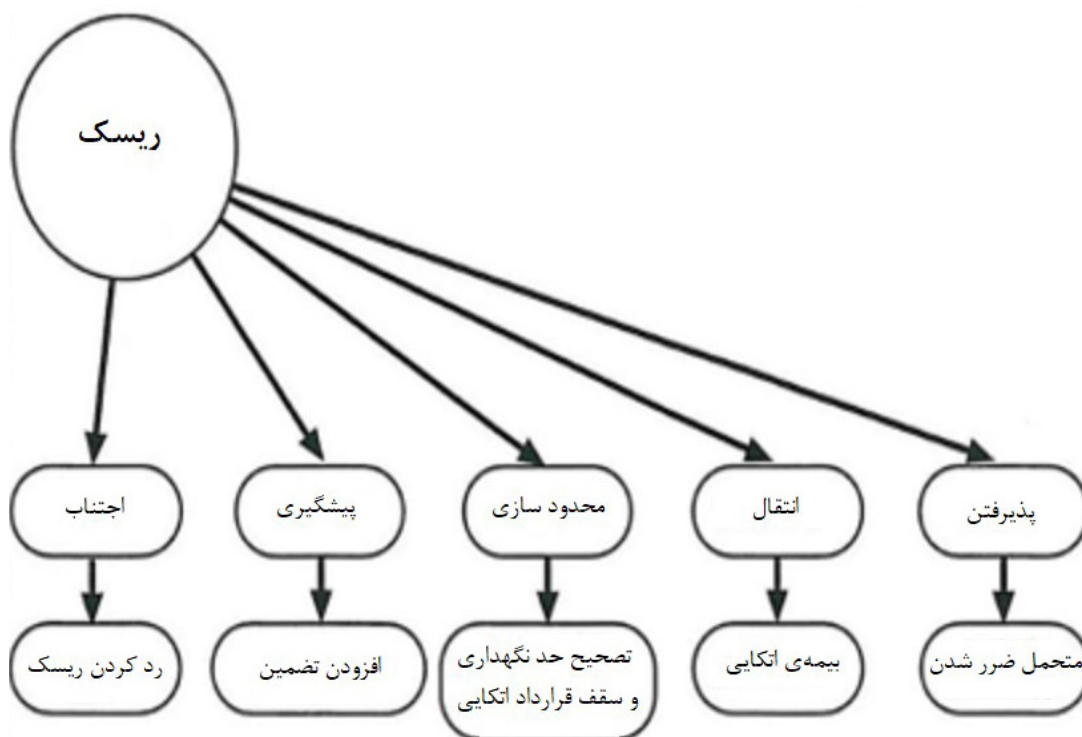 ریسک
پذیرفتن
انتقال
محدود سازی
پیشگیری
اجتناب
متحمل ضرر شدن
بیمه‌ی اتکایی
تصحیح حد نگهداری
و سقف قرارداد اتکایی
افزودن تضمین
رد کردن ریسک